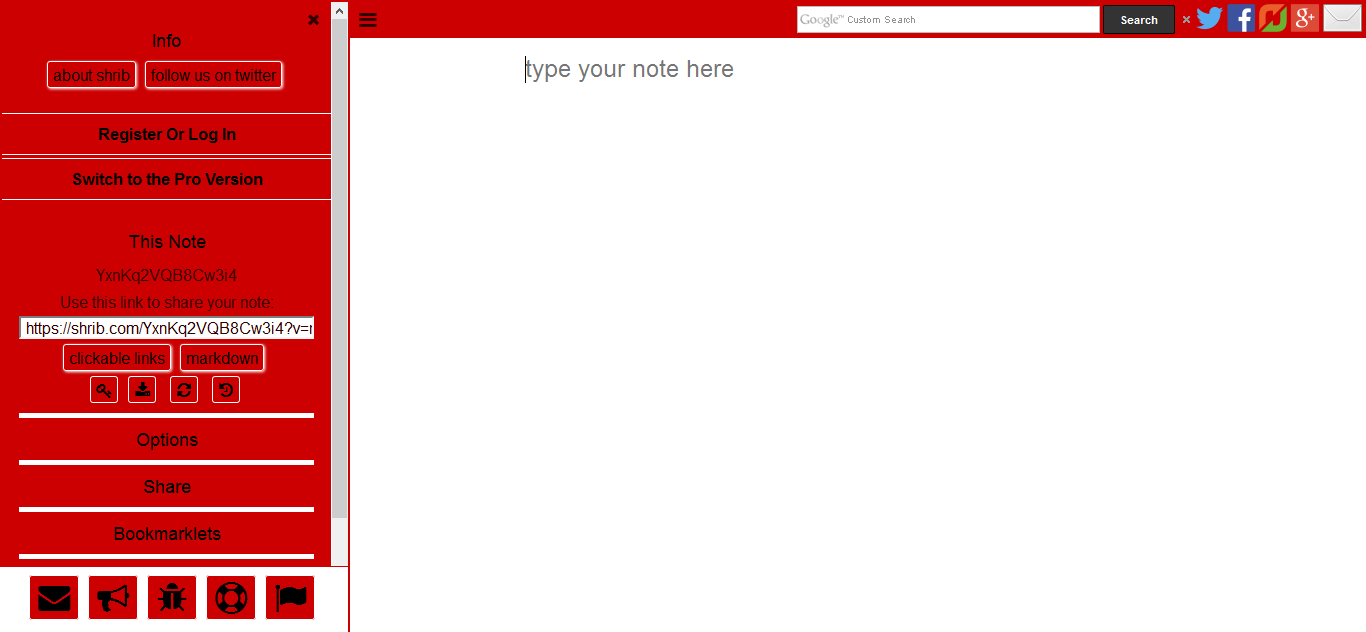 Info
about shrib follow us on twitter
Register Or Log In
Switch to the Pro Version
This Note
YxnKq2VQB8Cw3i4
Use this link to share your note:
https://shrib.com/YxnKq2VQB8Cw3i4?v=
clickable links markdown
Options
Share
Bookmarklets
Google™ Custom Search
Search
g+
type your note here